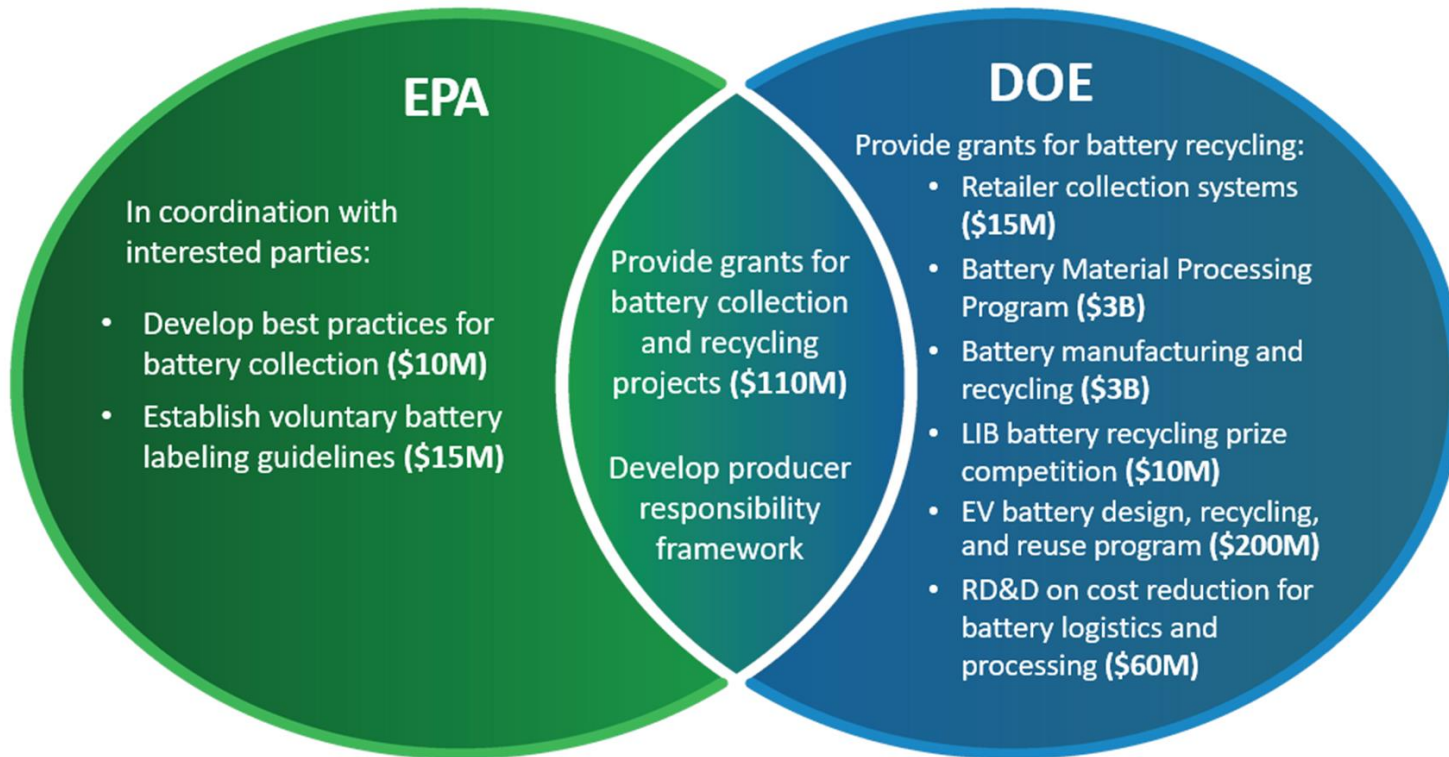 EPA
In coordination with
interested parties:
• Develop best practices for
battery collection ($10M)
• Establish voluntary battery
labeling guidelines ($15M)
Provide grants for
battery collection
and recycling
projects ($110M)
Develop producer
responsibility
framework
DOE
Provide grants for battery recycling:
• Retailer collection systems
($15M)
• Battery Material Processing
Program ($3B)
• Battery manufacturing and
recycling ($3B)
• LIB battery recycling prize
competition ($10M)
• EV battery design, recycling,
and reuse program ($200M)
• RD&D on cost reduction for
battery logistics and
processing ($60M)